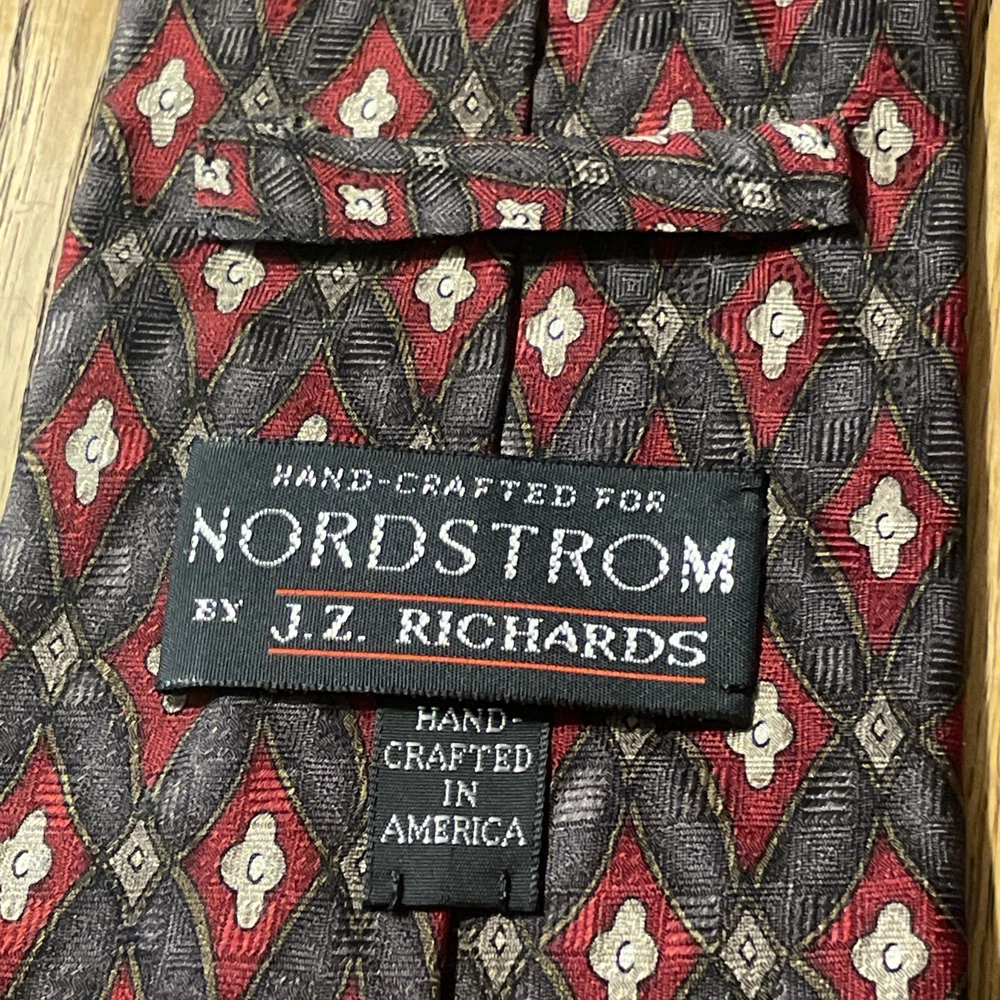 HAND-CRAFTED FOR
NORDSTROM
BY J.Z. RICHARDS
HAND-
CRAFTED
IN
AMERICA